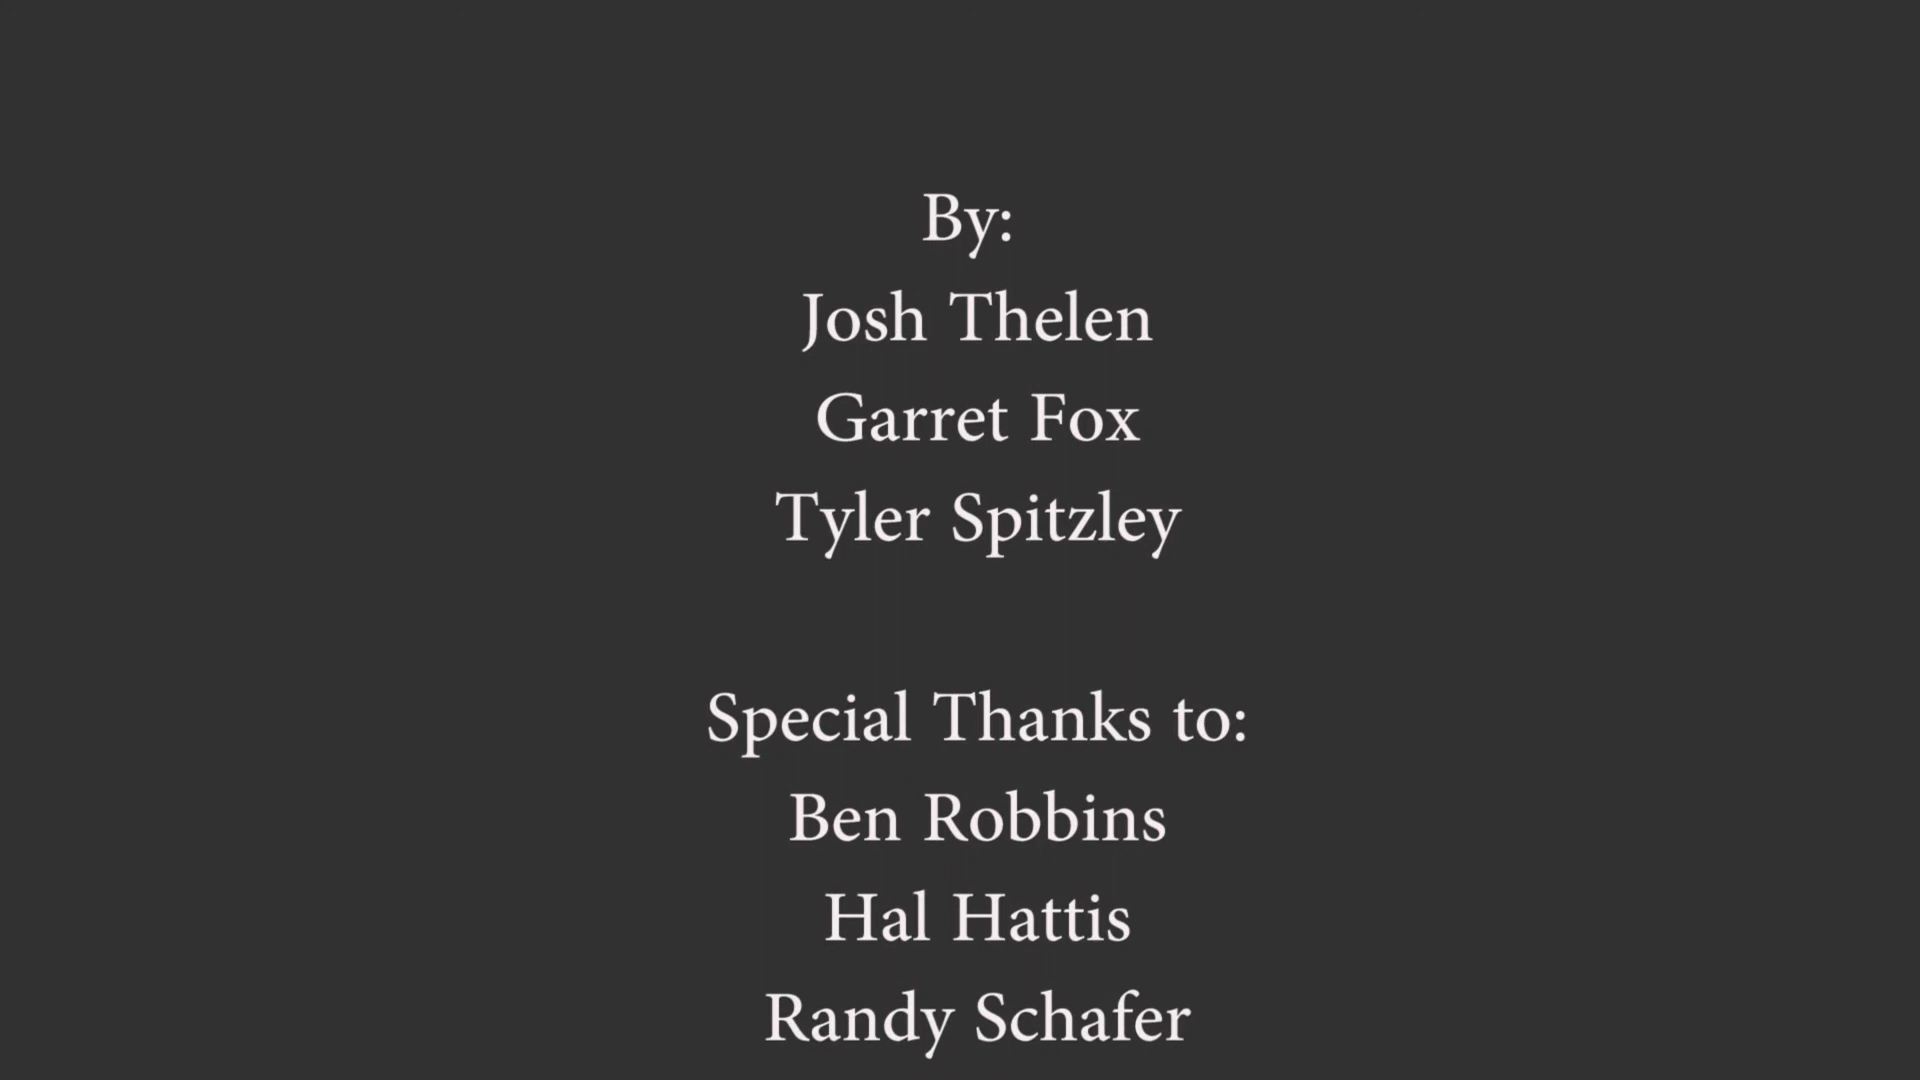 By:
Josh Thelen
Garret Fox
Tyler Spitzley
Special Thanks to:
Ben Robbins
Hal Hattis
Randy Schafer